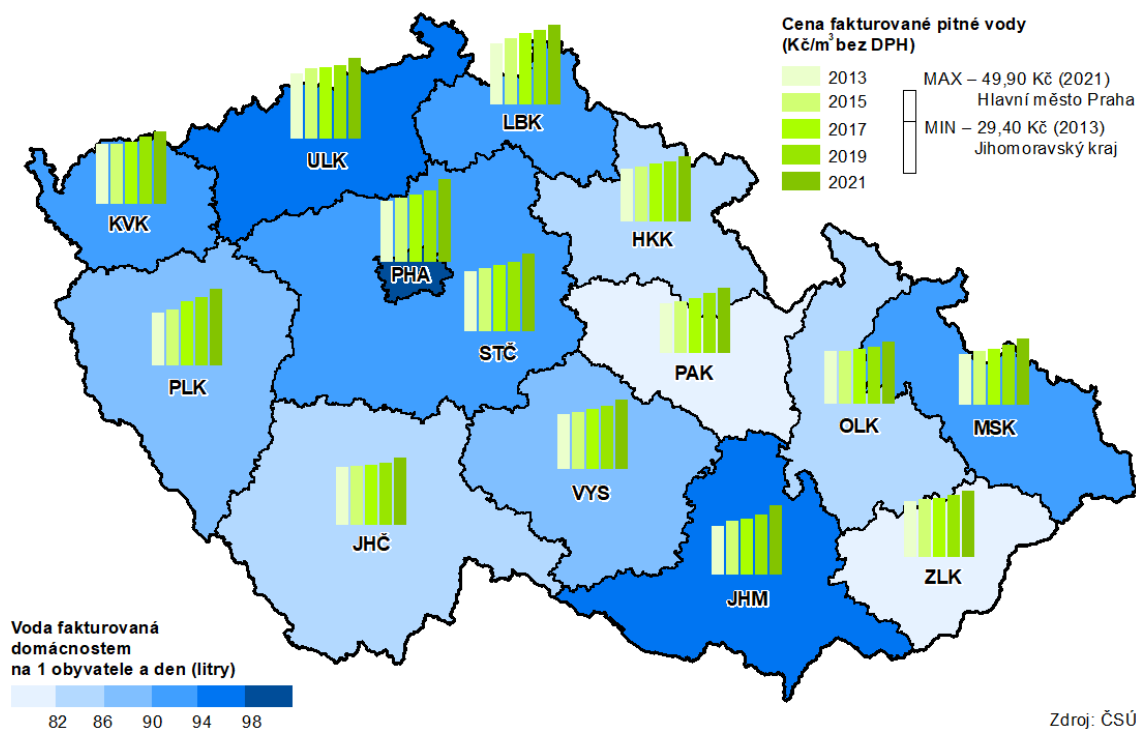 Cena fakturované pitné vody
(Kč/m³ bez DPH)
2013
2015
2017
2019
2021
MAX – 49,90 Kč (2021)
Hlavní město Praha
MIN – 29,40 Kč (2013)
Jihomoravský kraj
LBK
ULK
KVK
HKK
PHA
STČ
PLK
PAK
OLK
MSK
VYS
JHČ
ZLK
JHM
Voda fakturovaná
domácnostem
na 1 obyvatele a den (litry)
82 86 90 94 98
Zdroj: ČSÚ